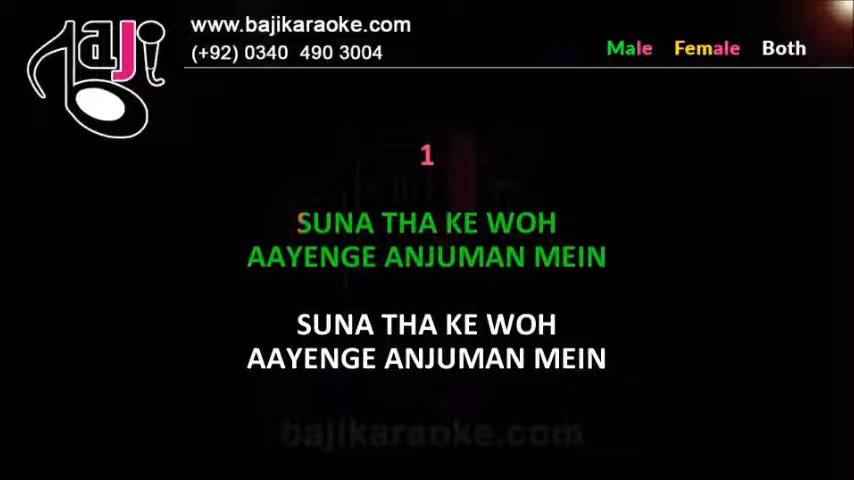 www.bajikaraoke.com
(+92) 0340 490 3004
Baji
Male Female Both
1
SUNA THA KE WOH
AAYENGE ANJUMAN MEIN
SUNA THA KE WOH
AAYENGE ANJUMAN MEIN
bajikaraoke.com